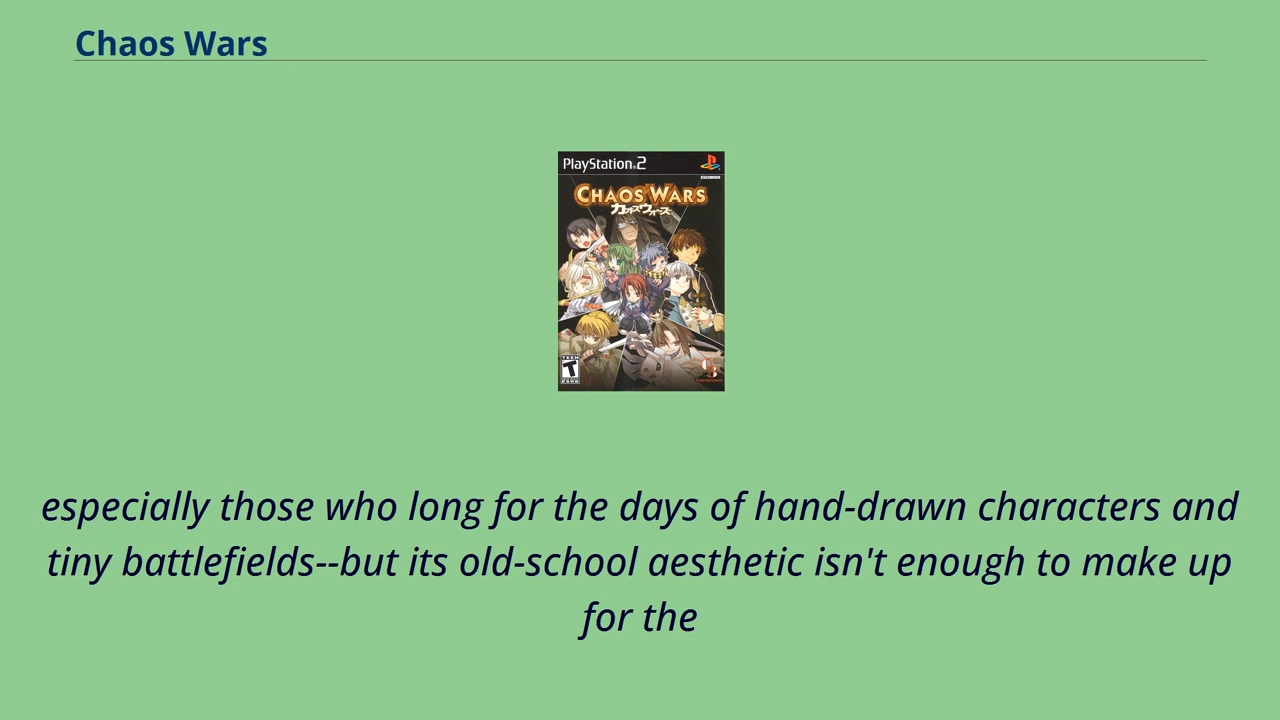 Chaos Wars
PlayStation.2
CHAOS WARS
カオスウォーズ
TEEN
T
ESRB
especially those who long for the days of hand-drawn characters and
tiny battlefields--but its old-school aesthetic isn't enough to make up
for the